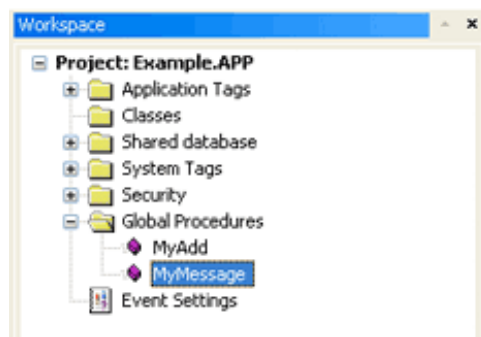 Workspace
Project: Example.APP
Application Tags
Classes
Shared database
System Tags
Security
Global Procedures
MyAdd
MyMessage
Event Settings